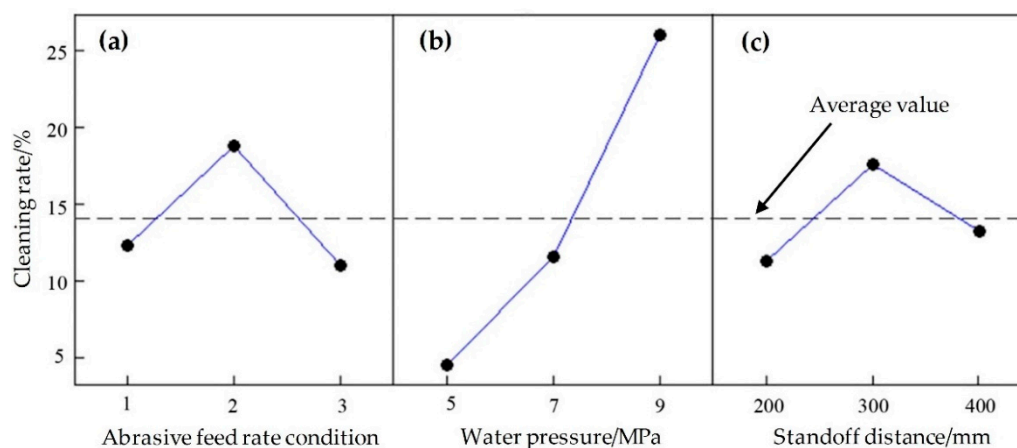 (a)
(b)
(c)
Average value
Cleaning rate/%
25
20
15
10
5
1 2 3
5 7 9
200 300 400
Abrasive feed rate condition
Water pressure/MPa
Standoff distance/mm